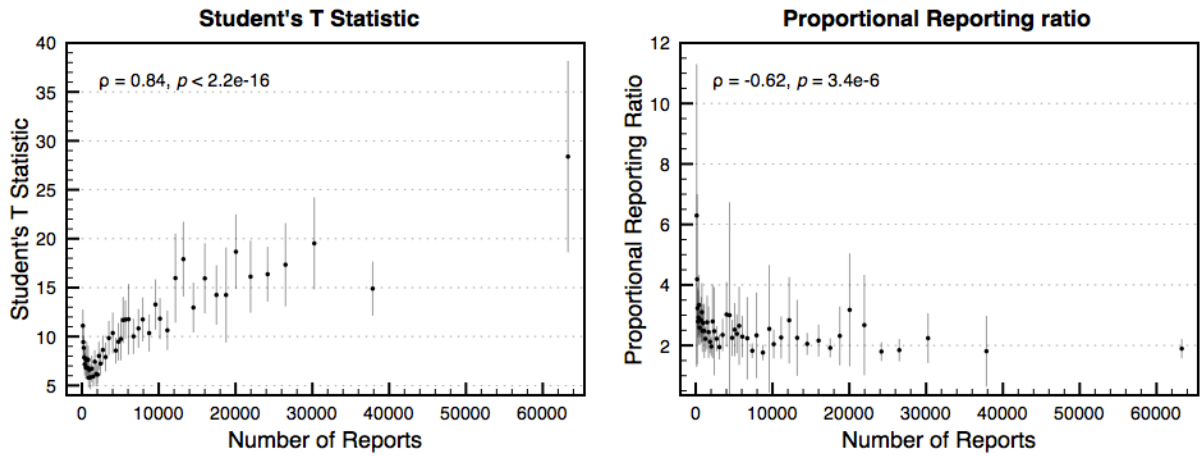 Student's T Statistic
ρ = 0.84, p < 2.2e-16
Student's T Statistic
40
35
30
25
20
15
10
5
0 10000 20000 30000 40000 50000 60000
Number of Reports
Proportional Reporting ratio
ρ = -0.62, p = 3.4e-6
Proportional Reporting Ratio
12
10
8
6
4
2
0 10000 20000 30000 40000 50000 60000
Number of Reports